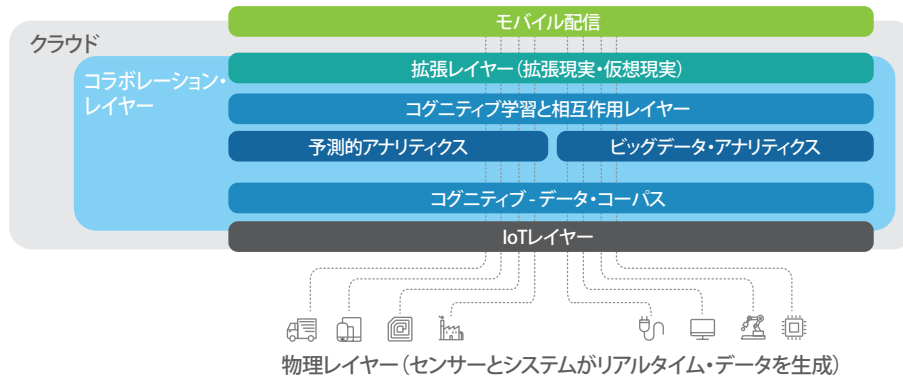 モバイル配信
クラウド
拡張レイヤー（拡張現実・仮想現実）
コラボレーション・
レイヤー
コグニティブ学習と相互作用レイヤー
予測的アナリティクス
ビッグデータ・アナリティクス
コグニティブ - データ・コーパス
IoTレイヤー
物理レイヤー（センサーとシステムがリアルタイム・データを生成）